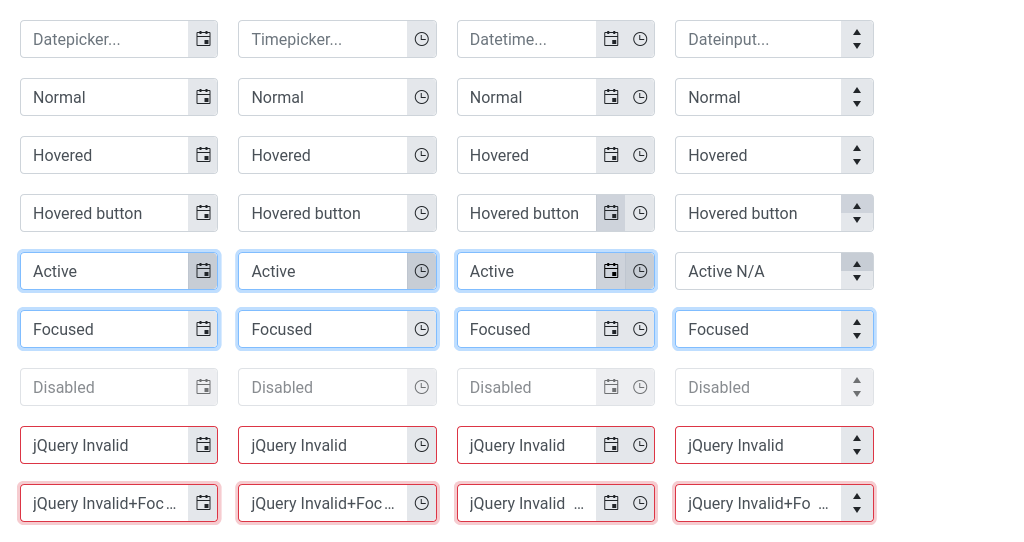 Datepicker... Timepicker... Datetime... Dateinput...
Normal Normal Normal Normal
Hovered Hovered Hovered Hovered
Hovered button Hovered button Hovered button Hovered button
Active Active Active Active N/A
Focused Focused Focused Focused
Disabled Disabled Disabled Disabled
jQuery Invalid jQuery Invalid jQuery Invalid jQuery Invalid
jQuery Invalid+Foc... jQuery Invalid+Foc... jQuery Invalid ... jQuery Invalid+Fo ...